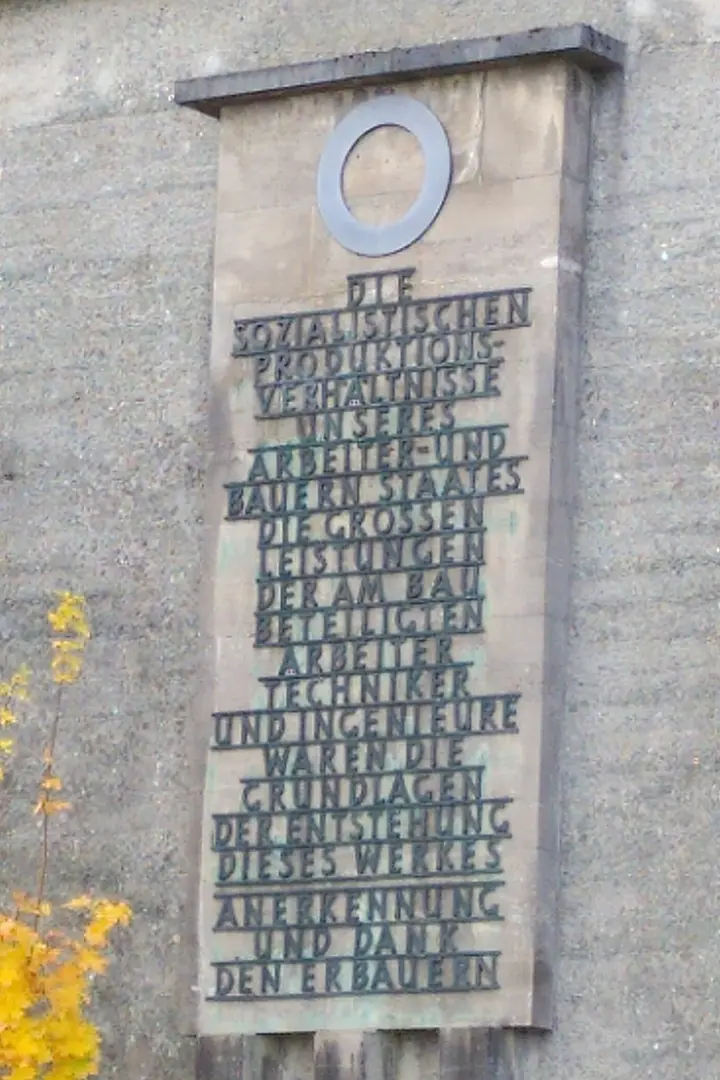 DIE
SOZIALISTISCHEN
PRODUKTIONS-
VERHÄLTNISSE
UNSERES
ARBEITER-UND
BAUERN STAATES
DIE GROSSEN
LEISTUNGEN
DER AM BAU
BETEILIGTEN
ARBEITER
TECHNIKER
UND INGENIEURE
WAREN DIE
GRUNDLAGEN
DER ENTSTEHUNG
DIESES WERKES
ANERKENNUNG
UND DANK
DEN ERBAUERN